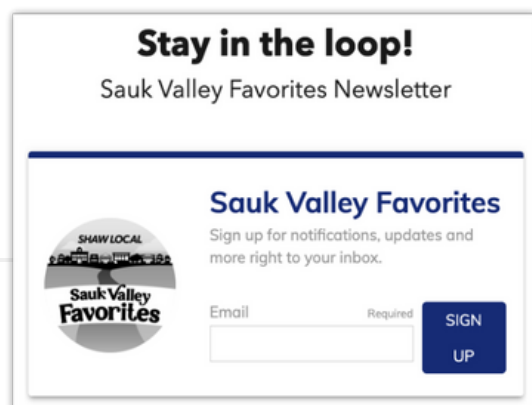 Stay in the loop!
Sauk Valley Favorites Newsletter
Sauk Valley Favorites
SHAW LOCAL
Sauk Valley
Favorites
Sign up for notifications, updates and
more right to your inbox.
Email
Required
SIGN
UP